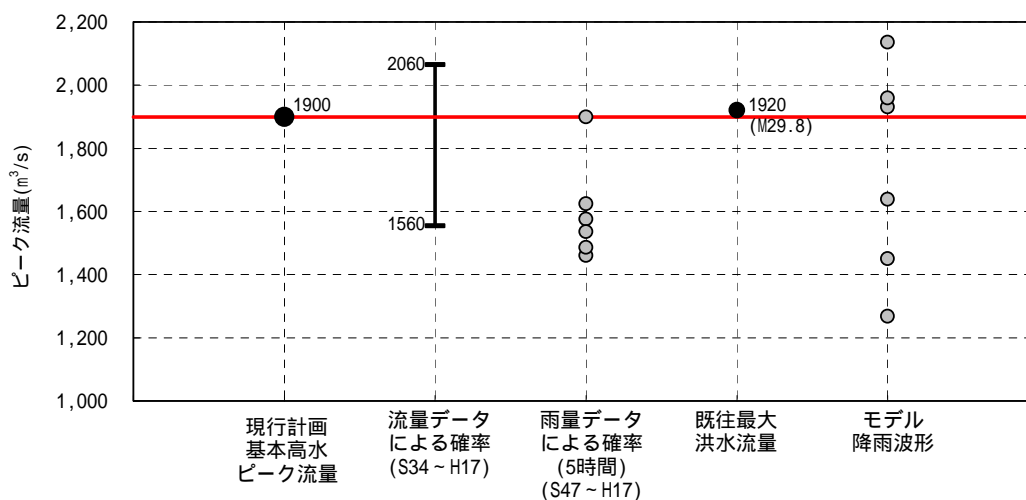 ピーク流量(m³/s)
2,200
2,000
1,800
1,600
1,400
1,200
1,000
1900
2060
1560
1920
(M29.8)
現行計画
基本高水
ピーク流量
流量データ
による確率
(S34~H17)
雨量データ
による確率
(5時間)
(S47~H17)
既往最大
洪水流量
モデル
降雨波形